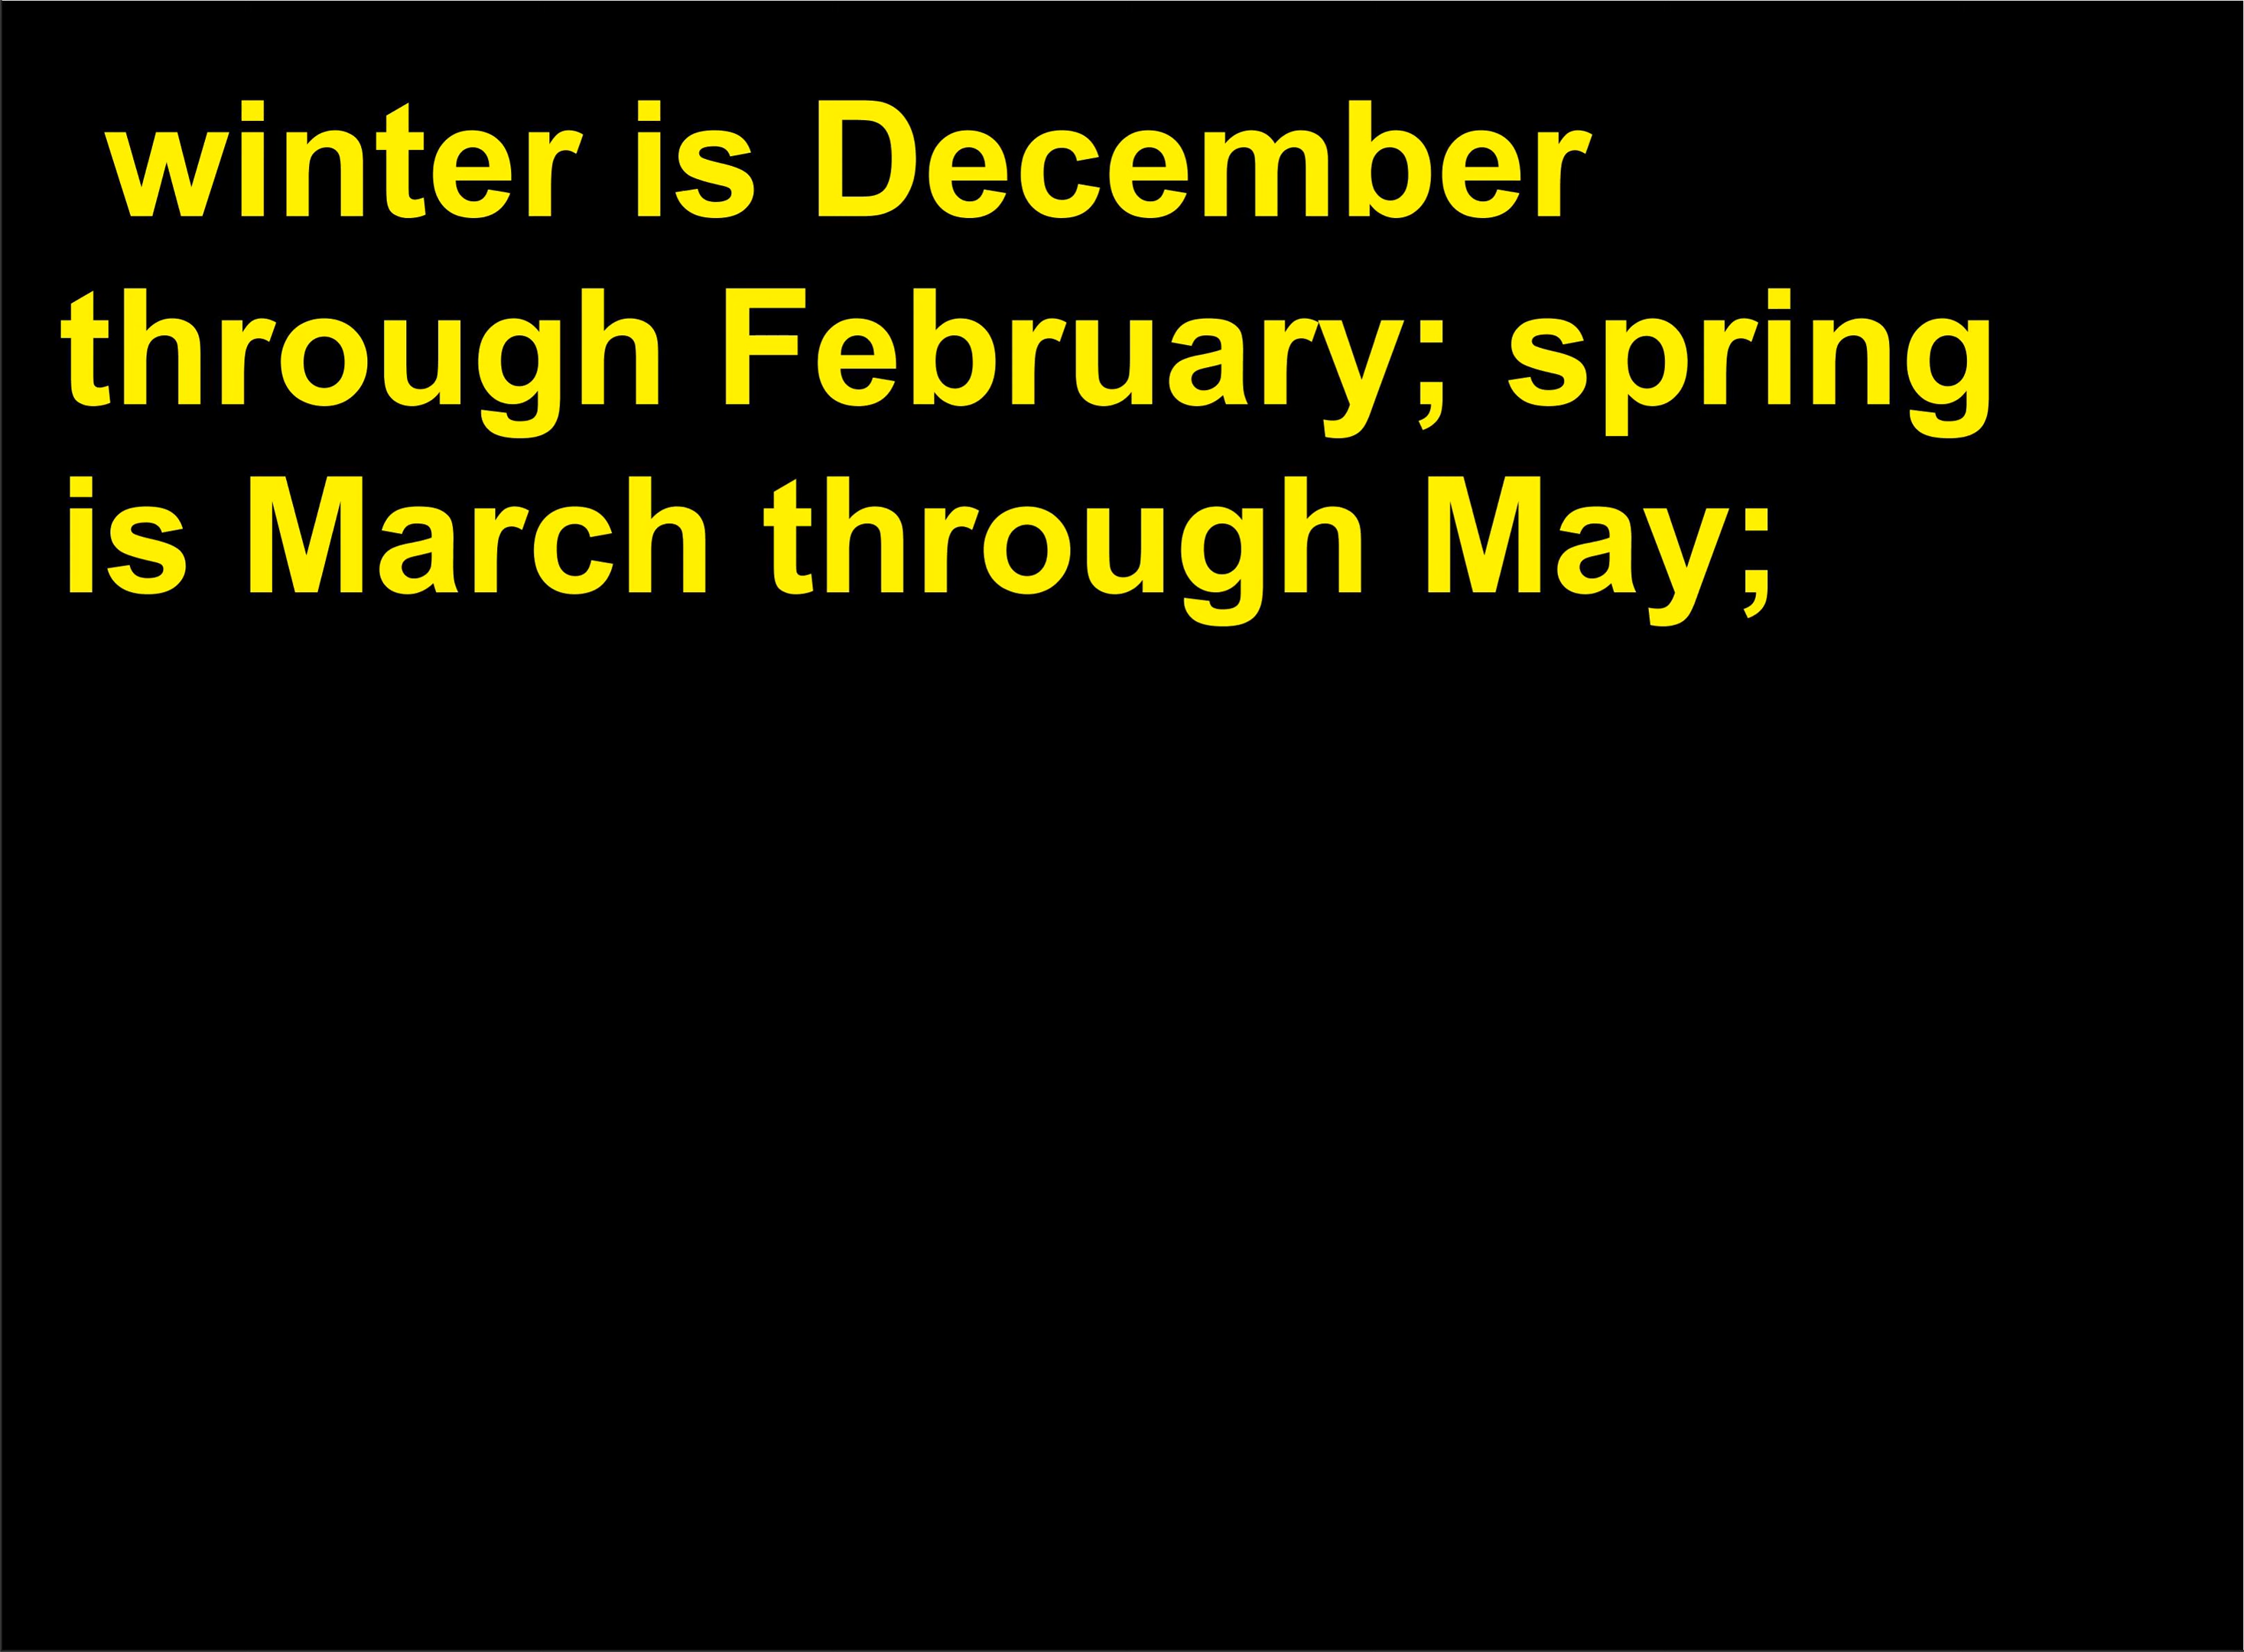 winter is December
through February; spring
is March through May;